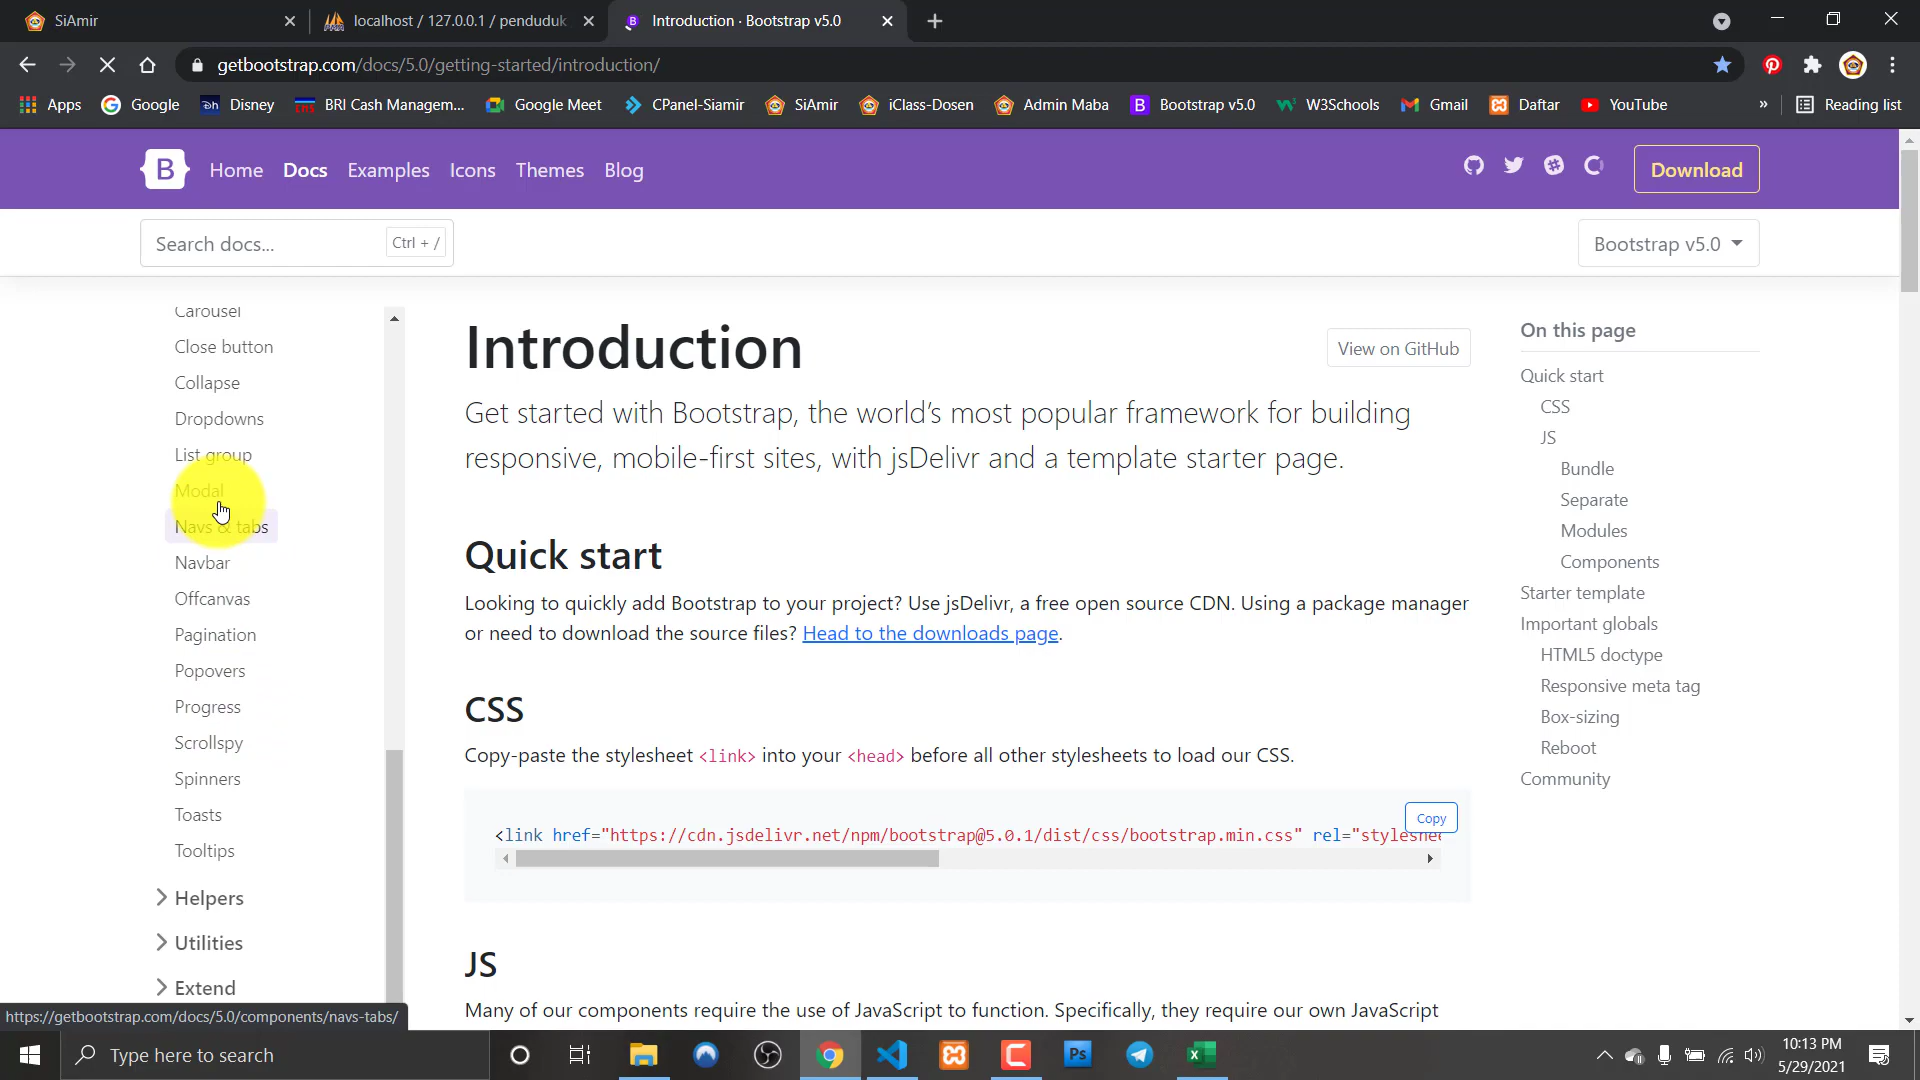 SiAmir
localhost / 127.0.0.1 / penduduk
Introduction · Bootstrap v5.0
getbootstrap.com/docs/5.0/getting-started/introduction/
Apps
Google
Disney
BRI Cash Managem...
Google Meet
CPanel-Siamir
SiAmir
iClass-Dosen
Admin Maba
Bootstrap v5.0
W3Schools
Gmail
Daftar
YouTube
»
Reading list
B
Home
Docs
Examples
Icons
Themes
Blog
Download
Search docs...
Ctrl + /
Bootstrap v5.0
Carousel
Close button
Collapse
Dropdowns
List group
Modal
Navs & tabs
Navbar
Offcanvas
Pagination
Popovers
Progress
Scrollspy
Spinners
Toasts
Tooltips
Helpers
Utilities
Extend
Introduction
View on GitHub
Get started with Bootstrap, the world's most popular framework for building
responsive, mobile-first sites, with jsDelivr and a template starter page.
Quick start
Looking to quickly add Bootstrap to your project? Use jsDelivr, a free open source CDN. Using a package manager
or need to download the source files? Head to the downloads page.
CSS
Copy-paste the stylesheet <link> into your <head> before all other stylesheets to load our CSS.
Copy
<link href="https://cdn.jsdelivr.net/npm/bootstrap@5.0.1/dist/css/bootstrap.min.css" rel="styleshee
JS
Many of our components require the use of JavaScript to function. Specifically, they require our own JavaScript
On this page
Quick start
CSS
JS
Bundle
Separate
Modules
Components
Starter template
Important globals
HTML5 doctype
Responsive meta tag
Box-sizing
Reboot
Community
https://getbootstrap.com/docs/5.0/components/navs-tabs/
Type here to search
Ps
10:13 PM
5/29/2021